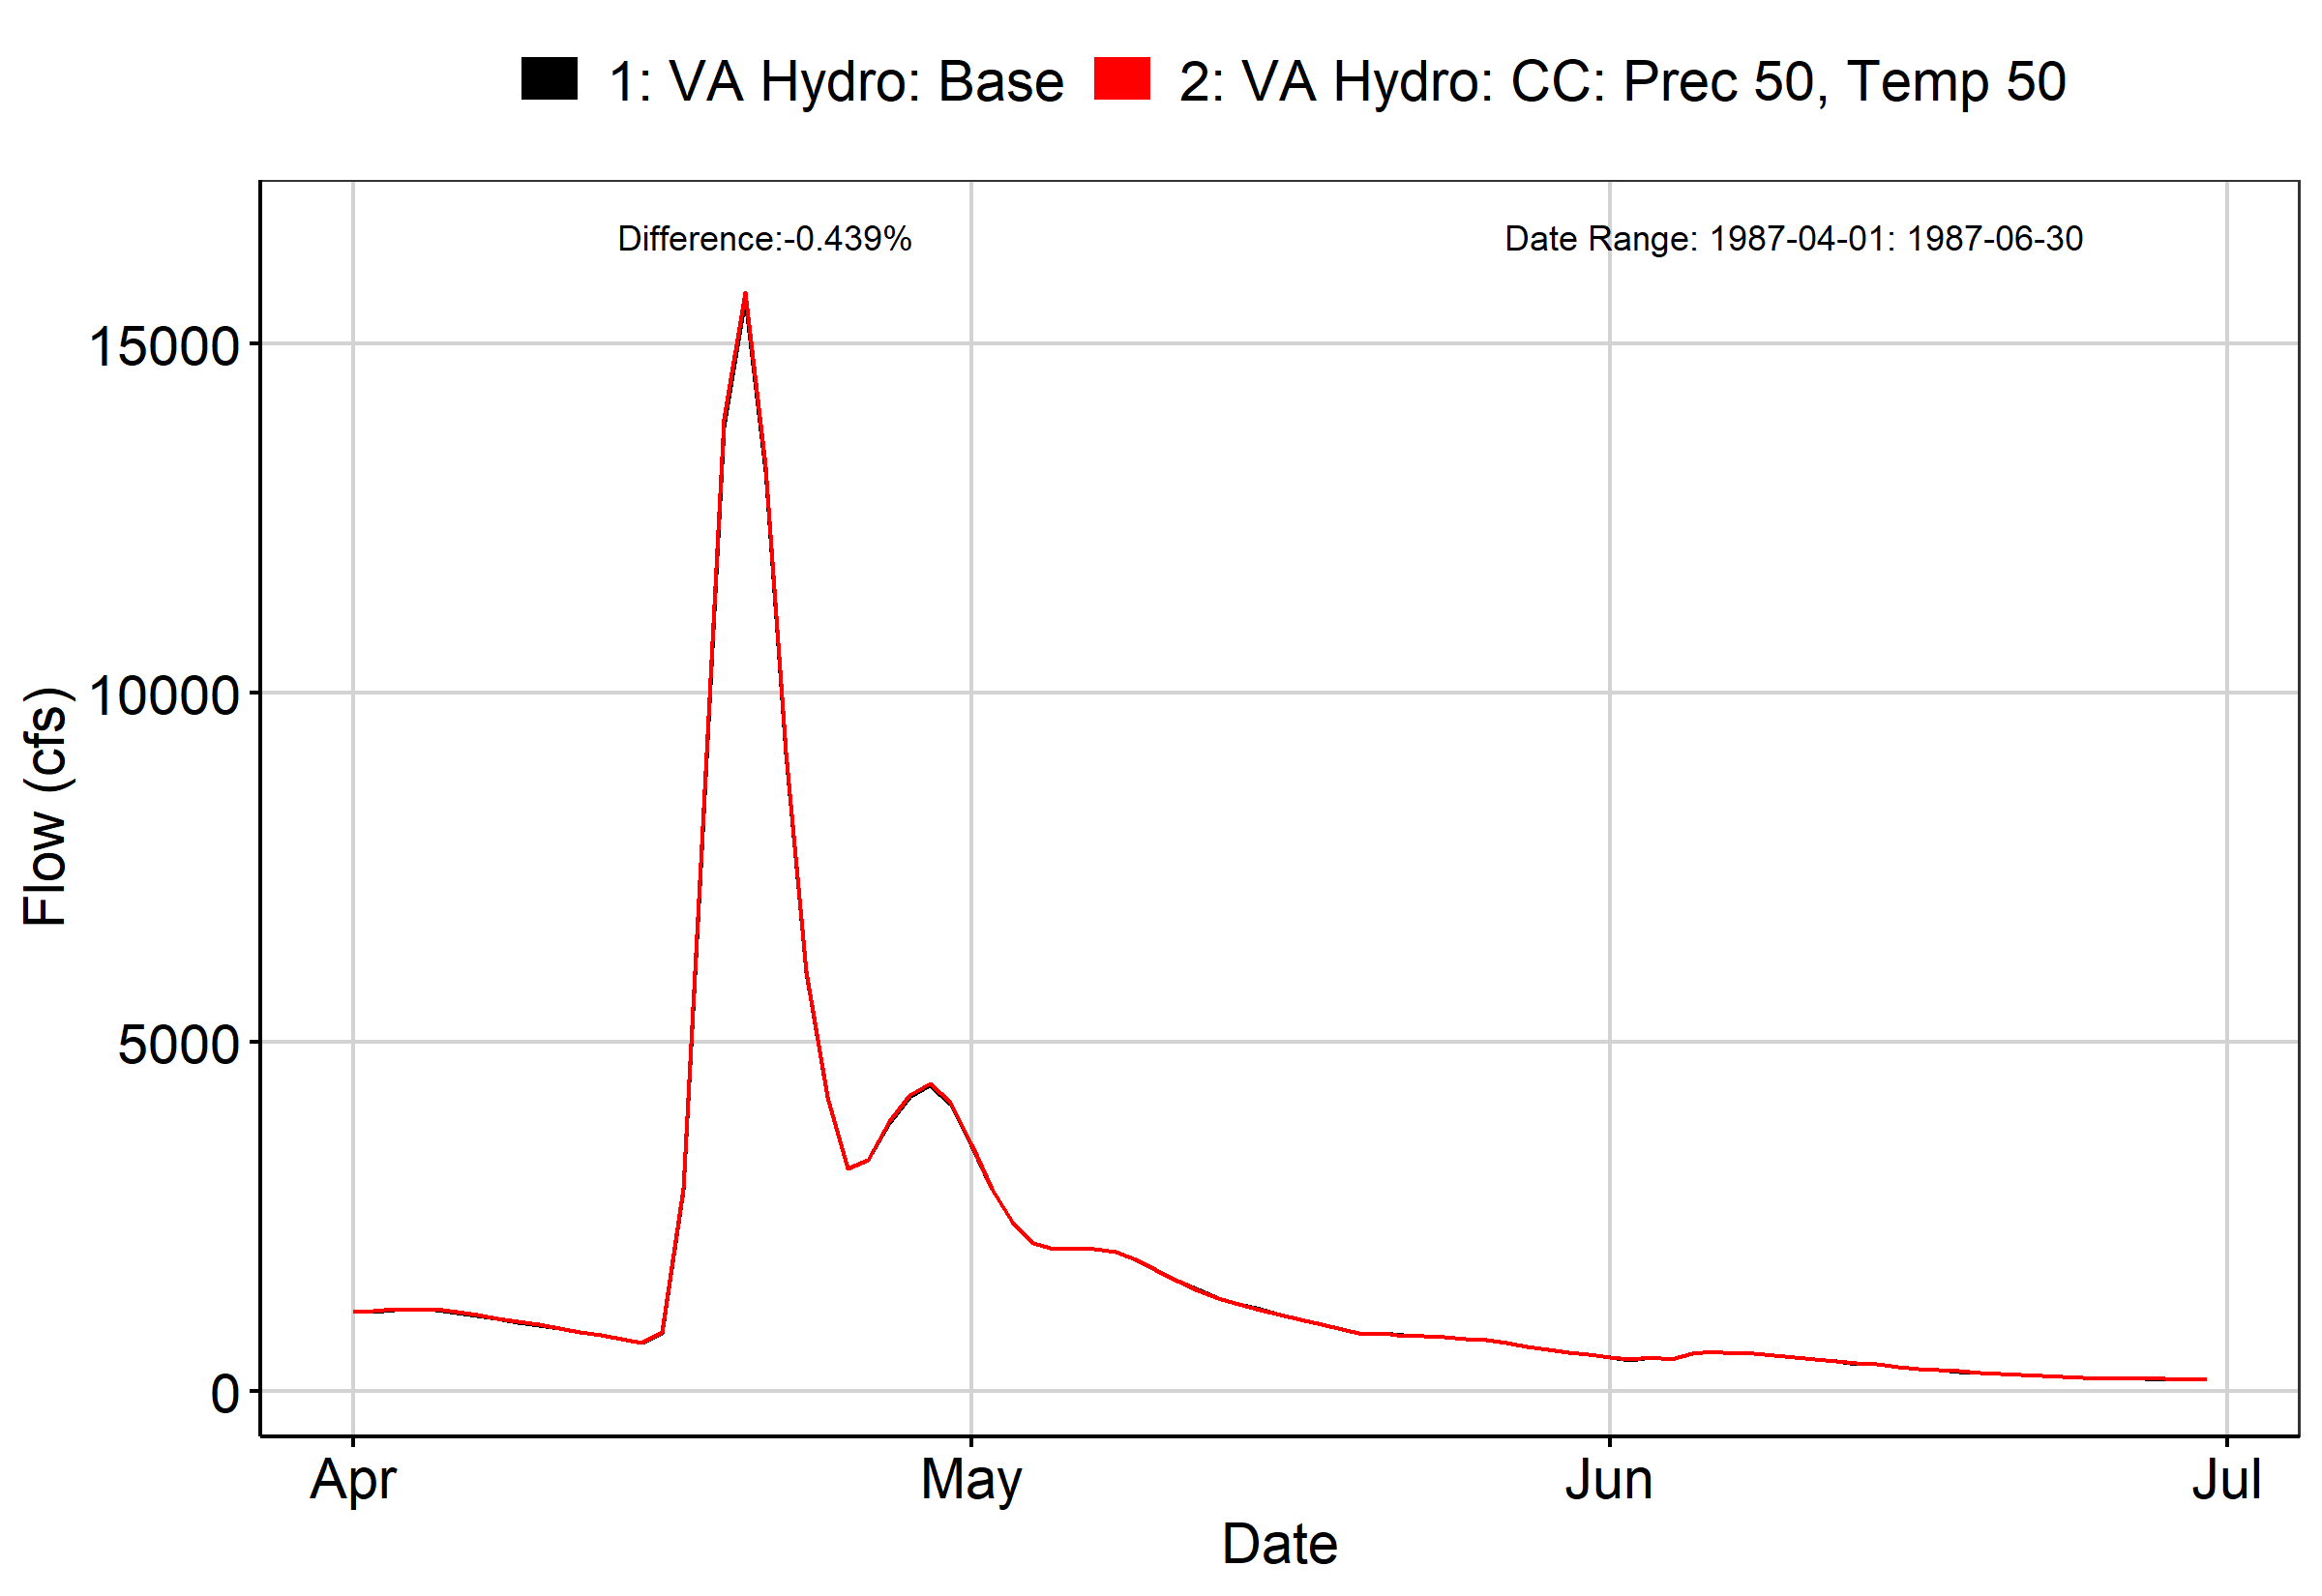 1: VA Hydro: Base 2: VA Hydro: CC: Prec 50, Temp 50
Difference:-0.439% Date Range: 1987-04-01: 1987-06-30
15000
10000
5000
0
Flow (cfs)
Apr May Jun Jul
Date